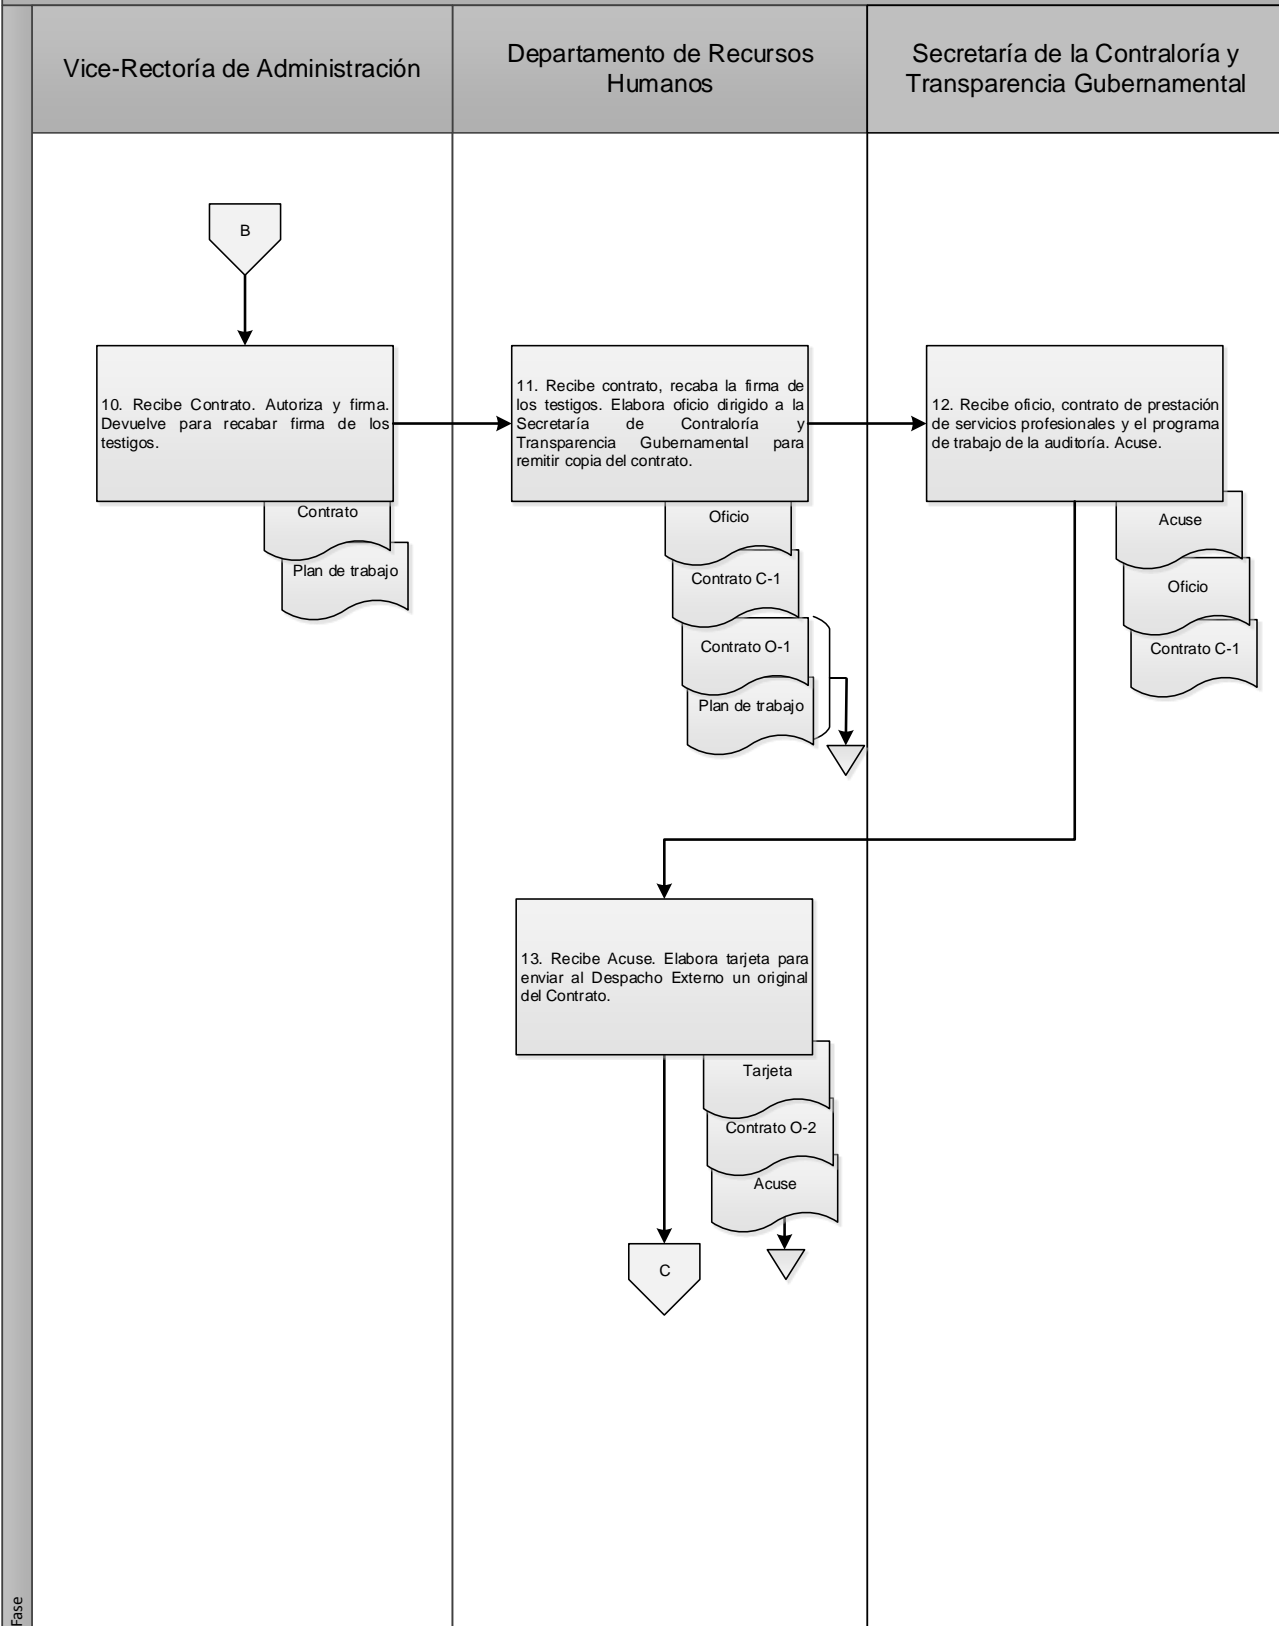 Vice-Rectoría de Administración
Departamento de Recursos
Humanos
Secretaría de la Contraloría y
Transparencia Gubernamental
B
10. Recibe Contrato. Autoriza y firma.
Devuelve para recabar firma de los
testigos.
Contrato
Plan de trabajo
11. Recibe contrato, recaba la firma de
los testigos. Elabora oficio dirigido a la
Secretaría de Contraloría y
Transparencia Gubernamental para
remitir copia del contrato.
Oficio
Contrato C-1
Contrato O-1
Plan de trabajo
12. Recibe oficio, contrato de prestación
de servicios profesionales y el programa
de trabajo de la auditoría. Acuse.
Acuse
Oficio
Contrato C-1
13. Recibe Acuse. Elabora tarjeta para
enviar al Despacho Externo un original
del Contrato.
Tarjeta
Contrato O-2
Acuse
C
Fase